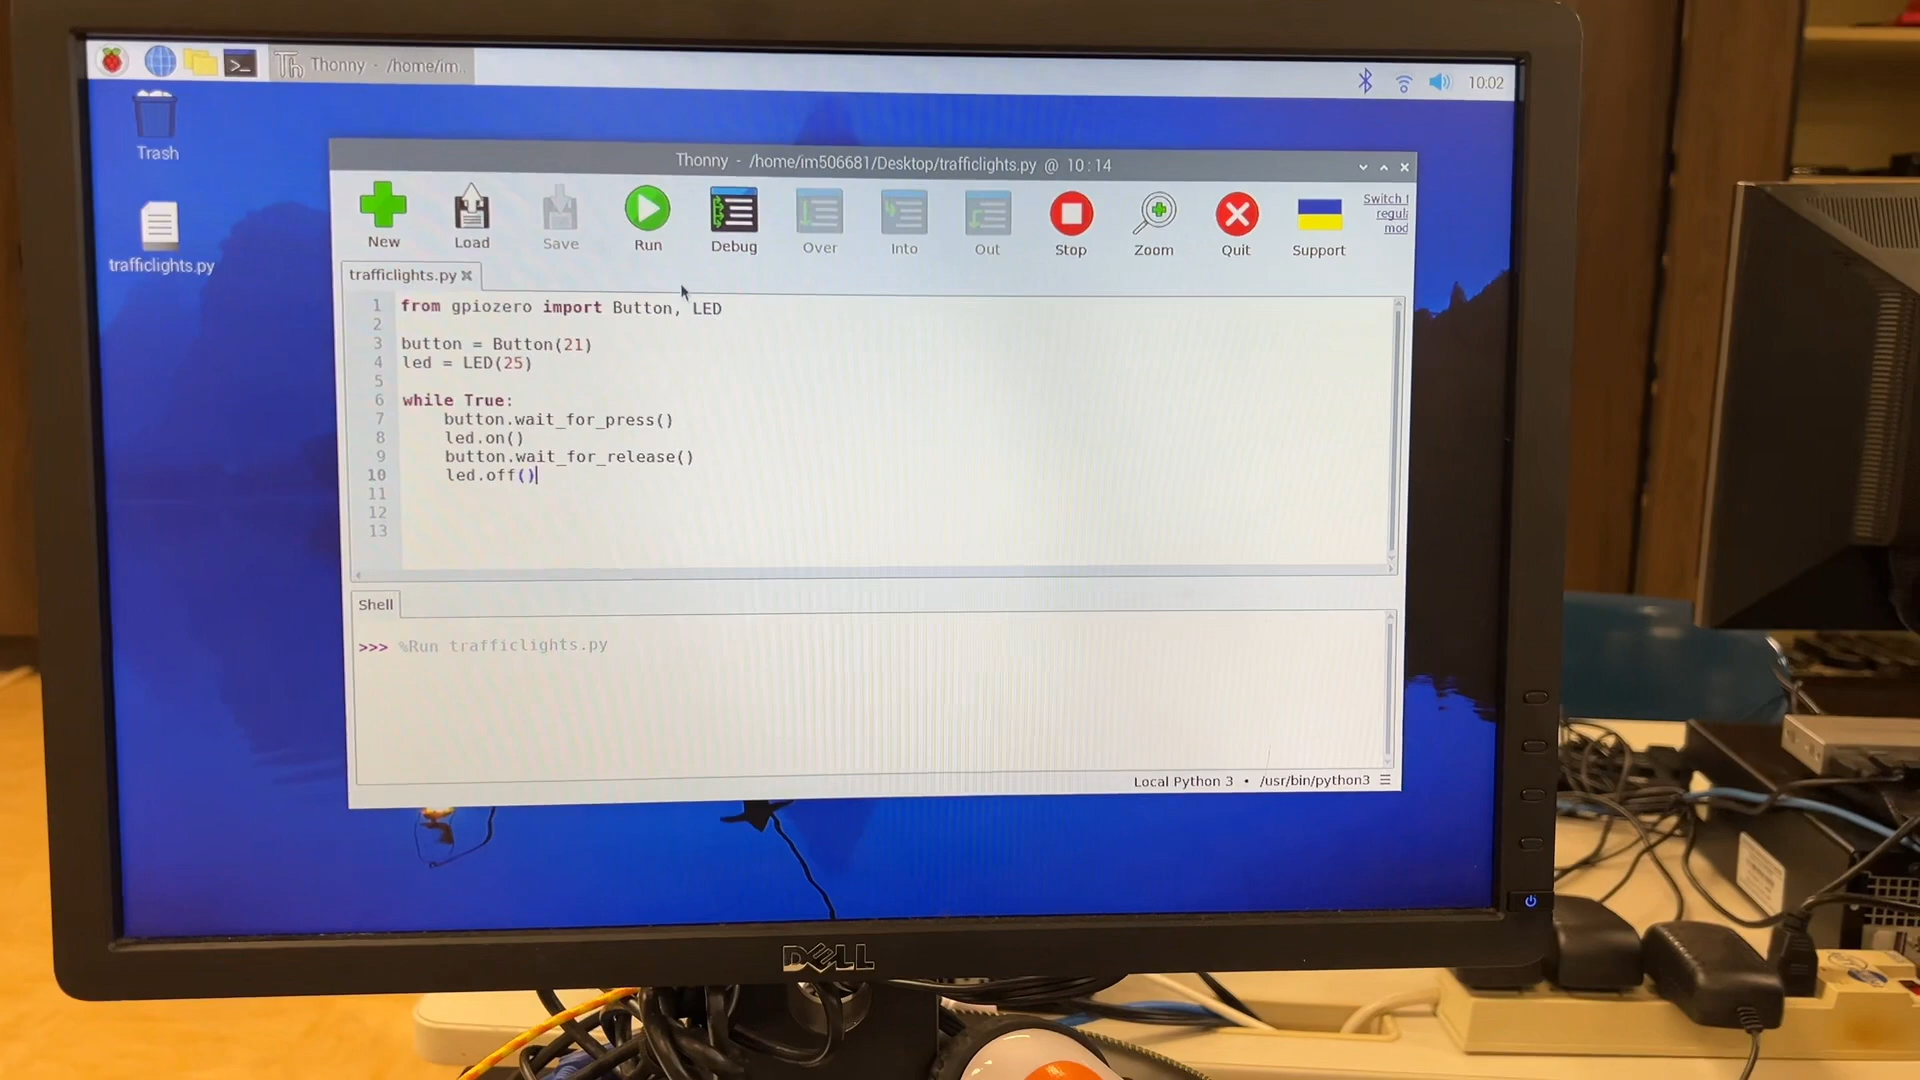 Thonny - /home/im..
10:02
Trash
trafficlights.py
Thonny - /home/im506681/Desktop/trafficlights.py @ 10:14
New
Load
Save
Run
Debug
Over
Into
Out
Stop
Zoom
Quit
Support
Switch
regul
mod
trafficlights.py
1 from gpiozero import Button, LED
2
3 button = Button(21)
4 led = LED(25)
5
6 while True:
7 button.wait_for_press()
8 led.on()
9 button.wait_for_release()
10 led.off()
11
12
13
Shell
>>> %Run trafficlights.py
Local Python 3 • /usr/bin/python3
DELL